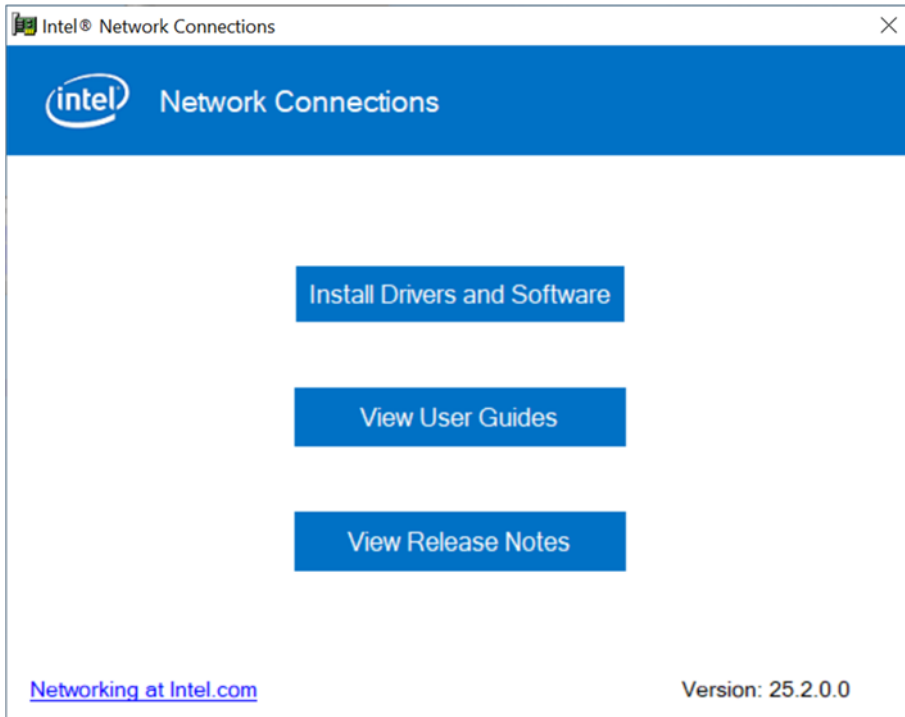 Intel® Network Connections
intel
Network Connections
Install Drivers and Software
View User Guides
View Release Notes
Networking at Intel.com
Version: 25.2.0.0